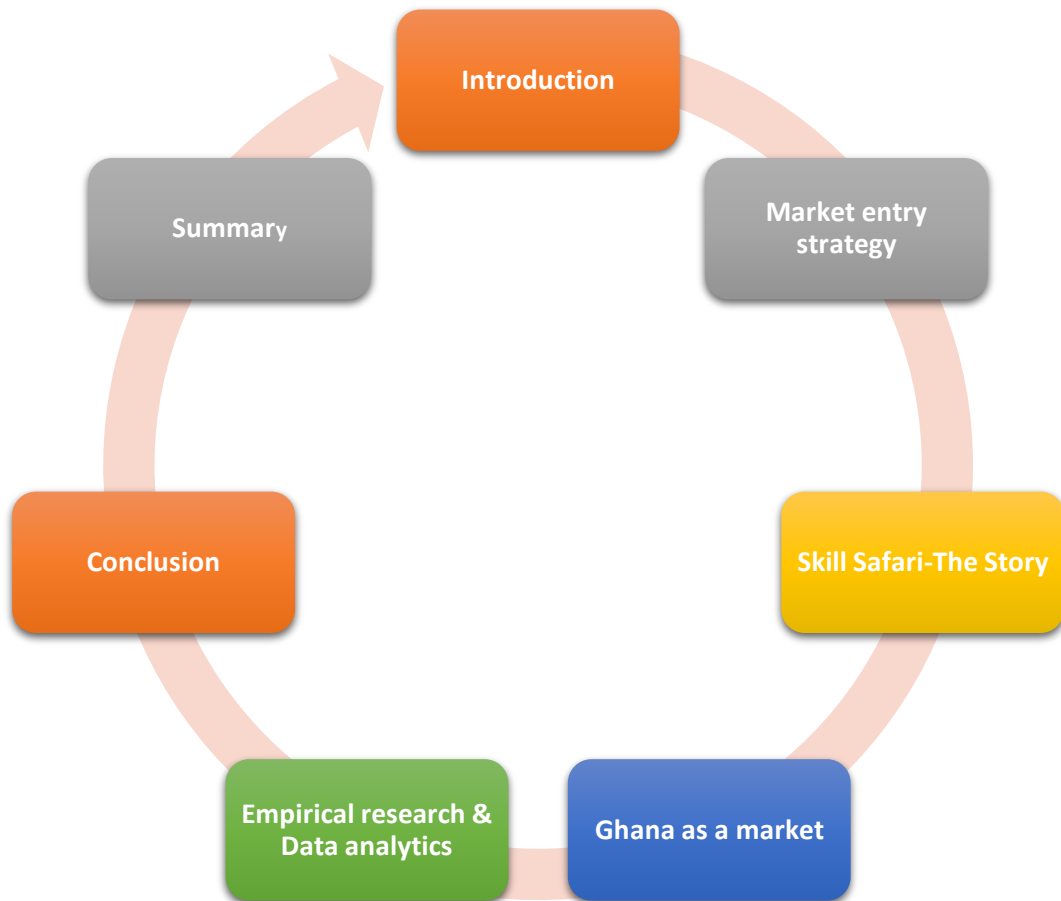 Introduction
Market entry
strategy
Skill Safari-The Story
Ghana as a market
Empirical research &
Data analytics
Conclusion
Summary